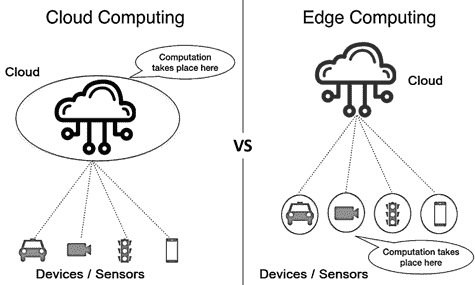 Cloud Computing
Computation
takes place here
Cloud
Devices / Sensors
VS
Edge Computing
Cloud
Computation takes
place here
Devices / Sensors